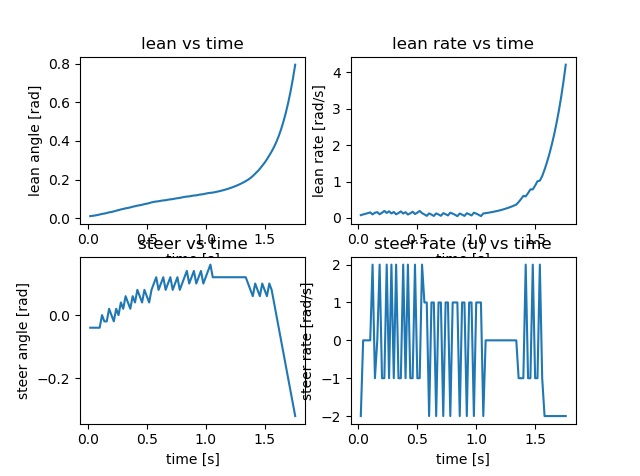 lean vs time
lean rate vs time
lean angle [rad]
0.8
0.6
0.4
0.2
0.0
0.0
0.5
1.0
1.5
time [s]
lean rate [rad/s]
4
3
2
1
0
0.0
0.5
1.0
1.5
time [s]
steer vs time
steer rate (u) vs time
steer angle [rad]
0.0
−0.2
0.0
0.5
1.0
1.5
time [s]
steer rate [rad/s]
2
1
0
−1
−2
0.0
0.5
1.0
1.5
time [s]